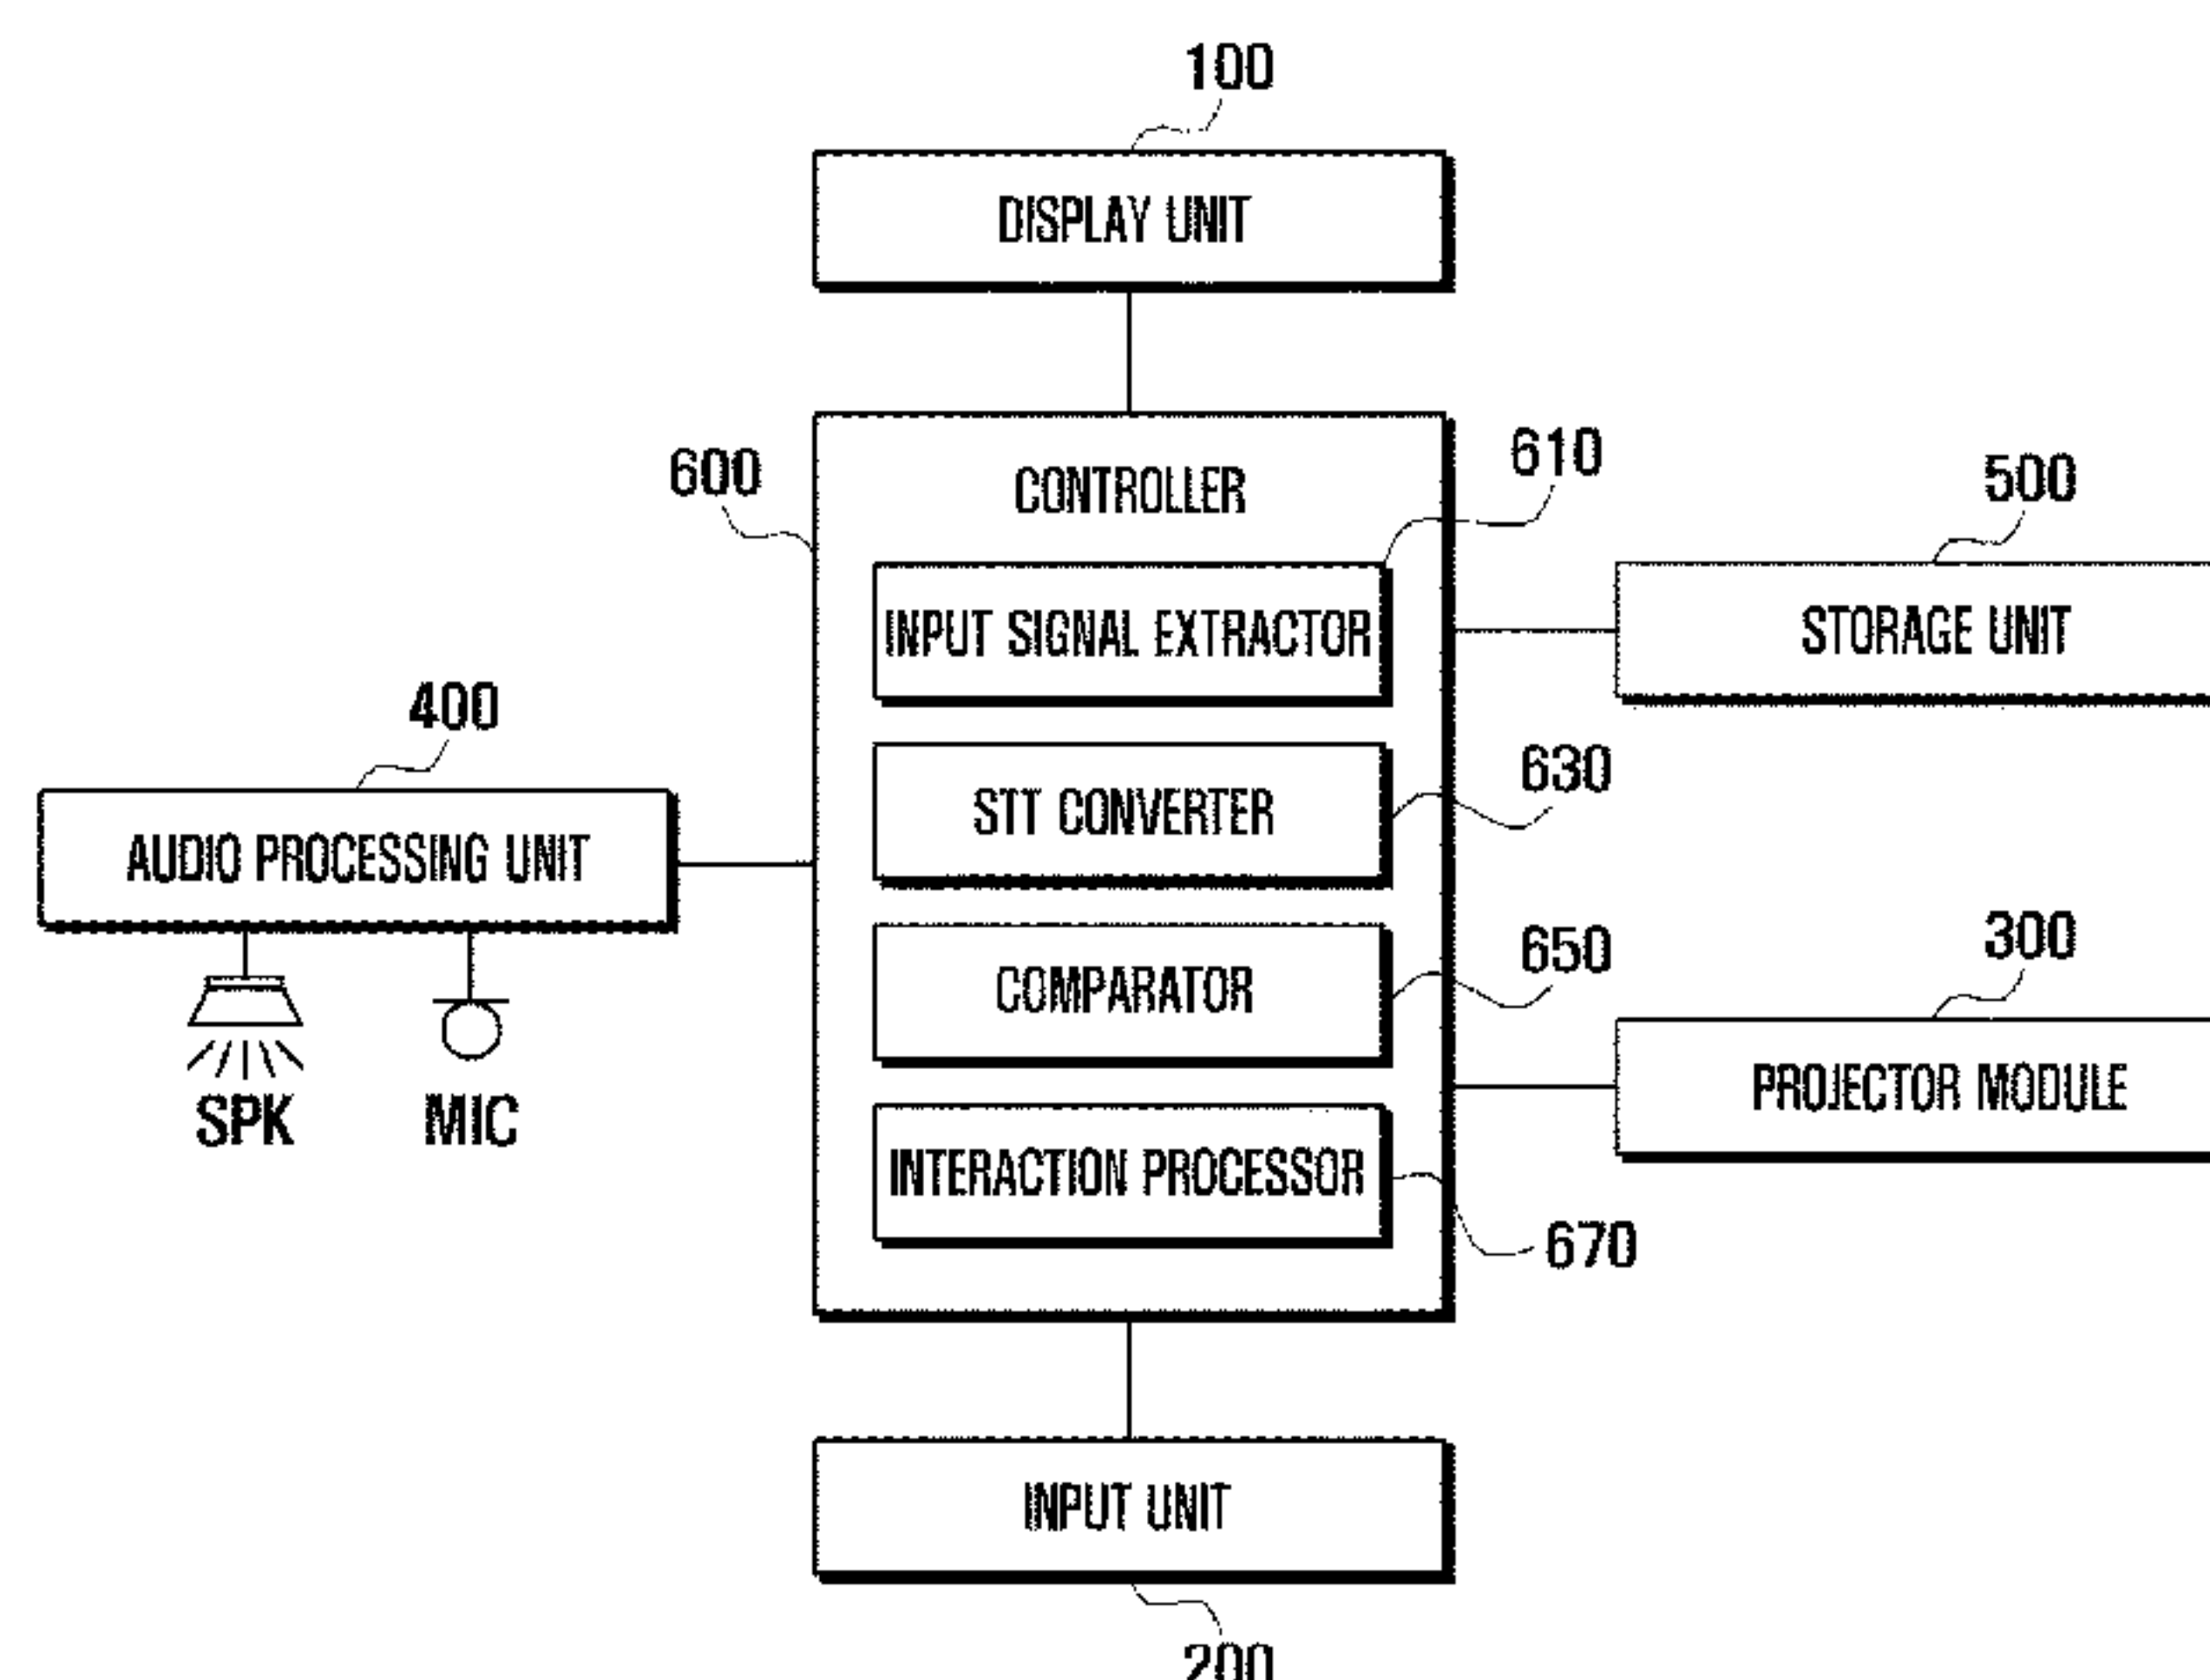 100
DISPLAY UNIT
600
CONTROLLER
610
500
INPUT SIGNAL EXTRACTOR
STORAGE UNIT
400
630
STT CONVERTER
AUDIO PROCESSING UNIT
650
300
COMPARATOR
PROJECTOR MODULE
SPK
MIC
INTERACTION PROCESSOR
670
INPUT UNIT
200